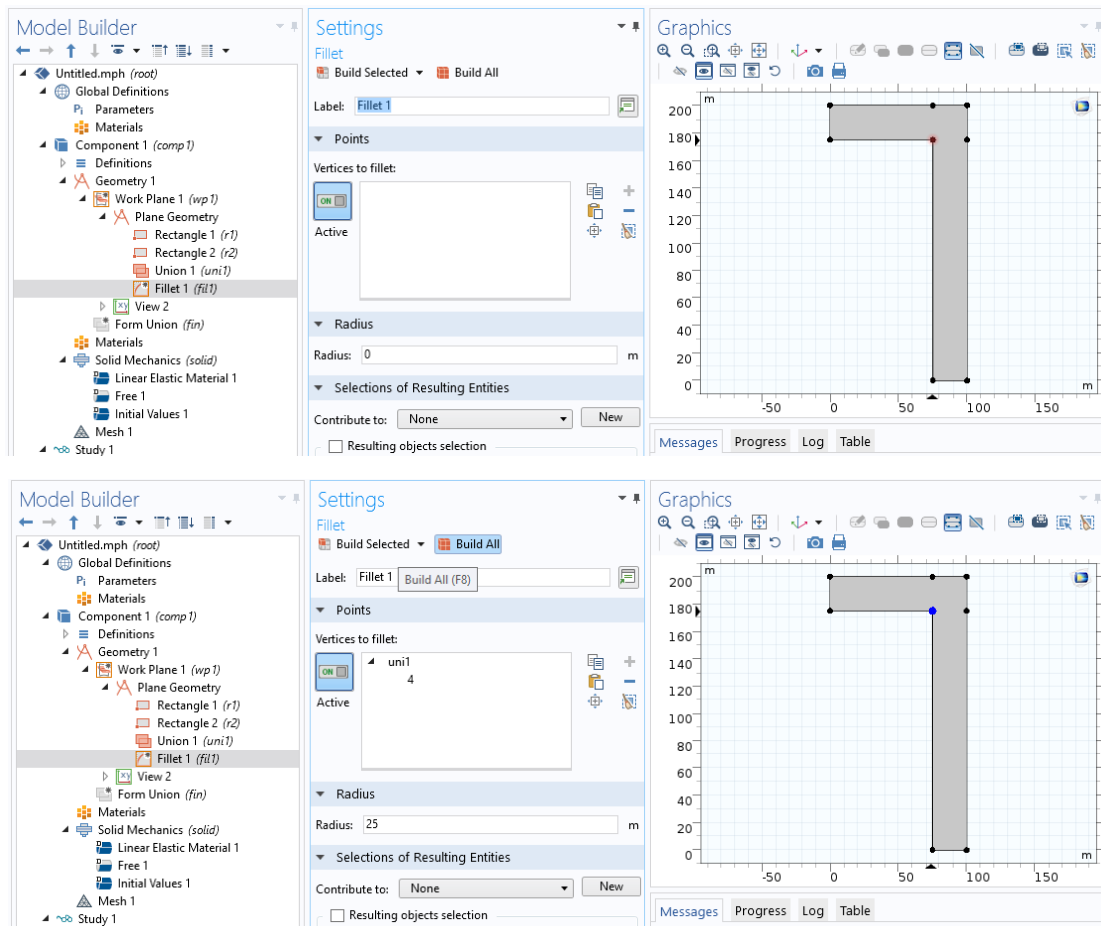 Model Builder
Untitled.mph (root)
Global Definitions
Pi Parameters
Materials
Component 1 (comp1)
Definitions
Geometry 1
Work Plane 1 (wp1)
Plane Geometry
Rectangle 1 (r1)
Rectangle 2 (r2)
Union 1 (uni1)
Fillet 1 (fil1)
View 2
Form Union (fin)
Materials
Solid Mechanics (solid)
Linear Elastic Material 1
Free 1
Initial Values 1
Mesh 1
Study 1
Settings
Fillet
Build Selected Build All
Label: Fillet 1
Points
Vertices to fillet:
ON
Active
Radius
Radius: 0 m
Selections of Resulting Entities
Contribute to: None New
Resulting objects selection
Graphics
m
200
180
160
140
120
100
80
60
40
20
0
m
-50 0 50 100 150
Messages Progress Log Table
Model Builder
Untitled.mph (root)
Global Definitions
Pi Parameters
Materials
Component 1 (comp1)
Definitions
Geometry 1
Work Plane 1 (wp1)
Plane Geometry
Rectangle 1 (r1)
Rectangle 2 (r2)
Union 1 (uni1)
Fillet 1 (fil1)
View 2
Form Union (fin)
Materials
Solid Mechanics (solid)
Linear Elastic Material 1
Free 1
Initial Values 1
Mesh 1
Study 1
Settings
Fillet
Build Selected Build All
Label: Fillet 1
Build All (F8)
Points
Vertices to fillet:
ON
Active
uni1
4
Radius
Radius: 25 m
Selections of Resulting Entities
Contribute to: None New
Resulting objects selection
Graphics
m
200
180
160
140
120
100
80
60
40
20
0
m
-50 0 50 100 150
Messages Progress Log Table